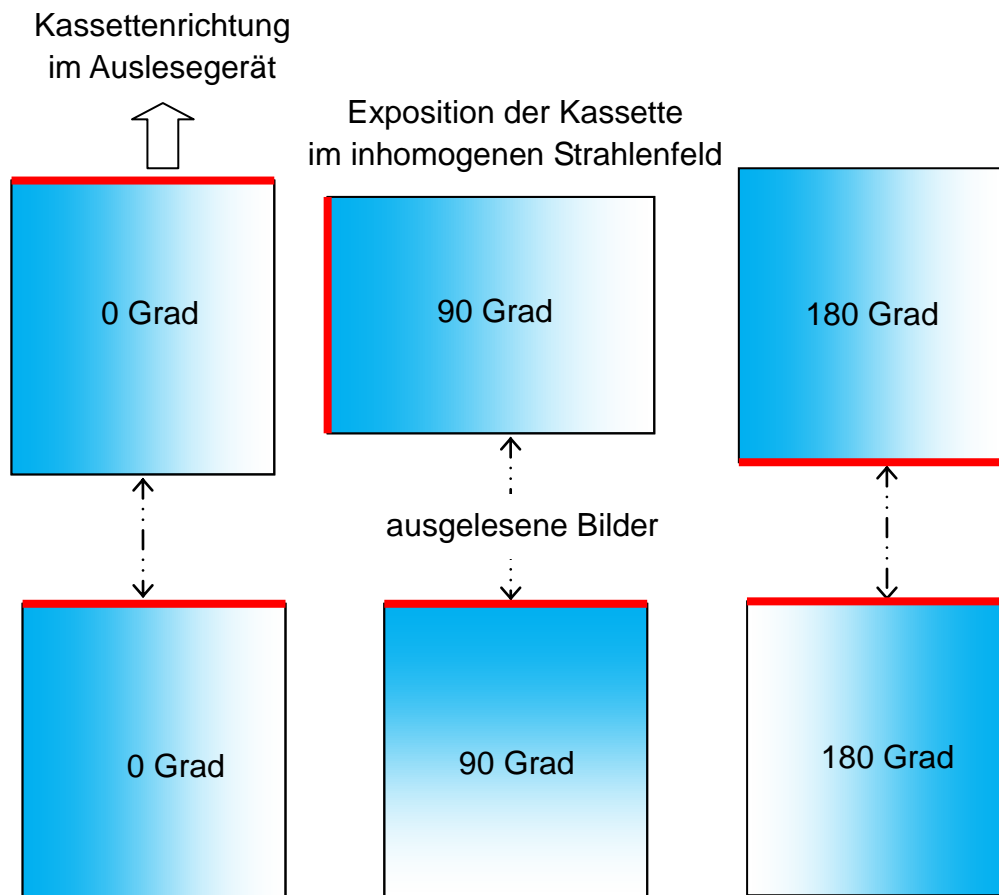 Kassettenrichtung
im Auslesegerät
Exposition der Kassette
im inhomogenen Strahlenfeld
0 Grad
90 Grad
180 Grad
ausgelesene Bilder
0 Grad
90 Grad
180 Grad